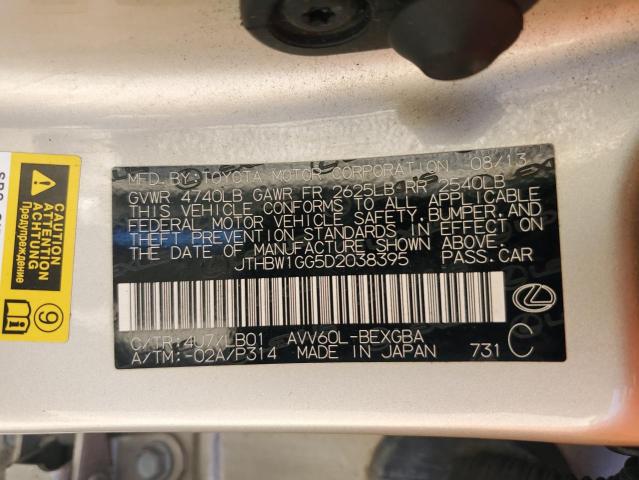 MFD.BY:TOYOTA MOTOR CORPORATION 08/13
GVWR 4740LB GAWR FR 2625LB RR 2540LB
THIS VEHICLE CONFORMS TO ALL APPLICABLE
FEDERAL MOTOR VEHICLE SAFETY, BUMPER, AND
THEFT PREVENTION STANDARDS IN EFFECT ON
THE DATE OF MANUFACTURE SHOWN ABOVE.
JTHBW1GG5D2038395 PASS.CAR
C/TR:4U7/LB01 AVV60L-BEXGBA
A/TM:-02A/P314 MADE IN JAPAN 731 C
CAUTION
ACHTUNG
Предупреждение
9